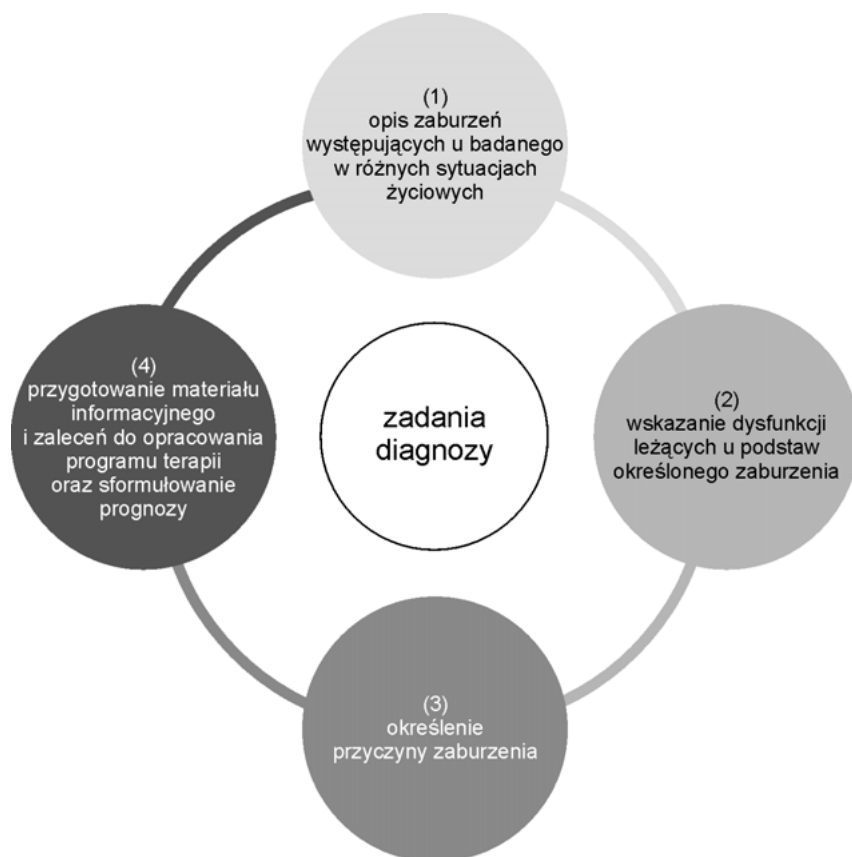 (1)
opis zaburzeń
występujących u badanego
w różnych sytuacjach
życiowych
(4)
przygotowanie materiału
informacyjnego
i zaleceń do opracowania
programu terapii
oraz sformułowanie
prognozy
zadania
diagnozy
(2)
wskazanie dysfunkcji
leżących u podstaw
określonego zaburzenia
(3)
określenie
przyczyny zaburzenia